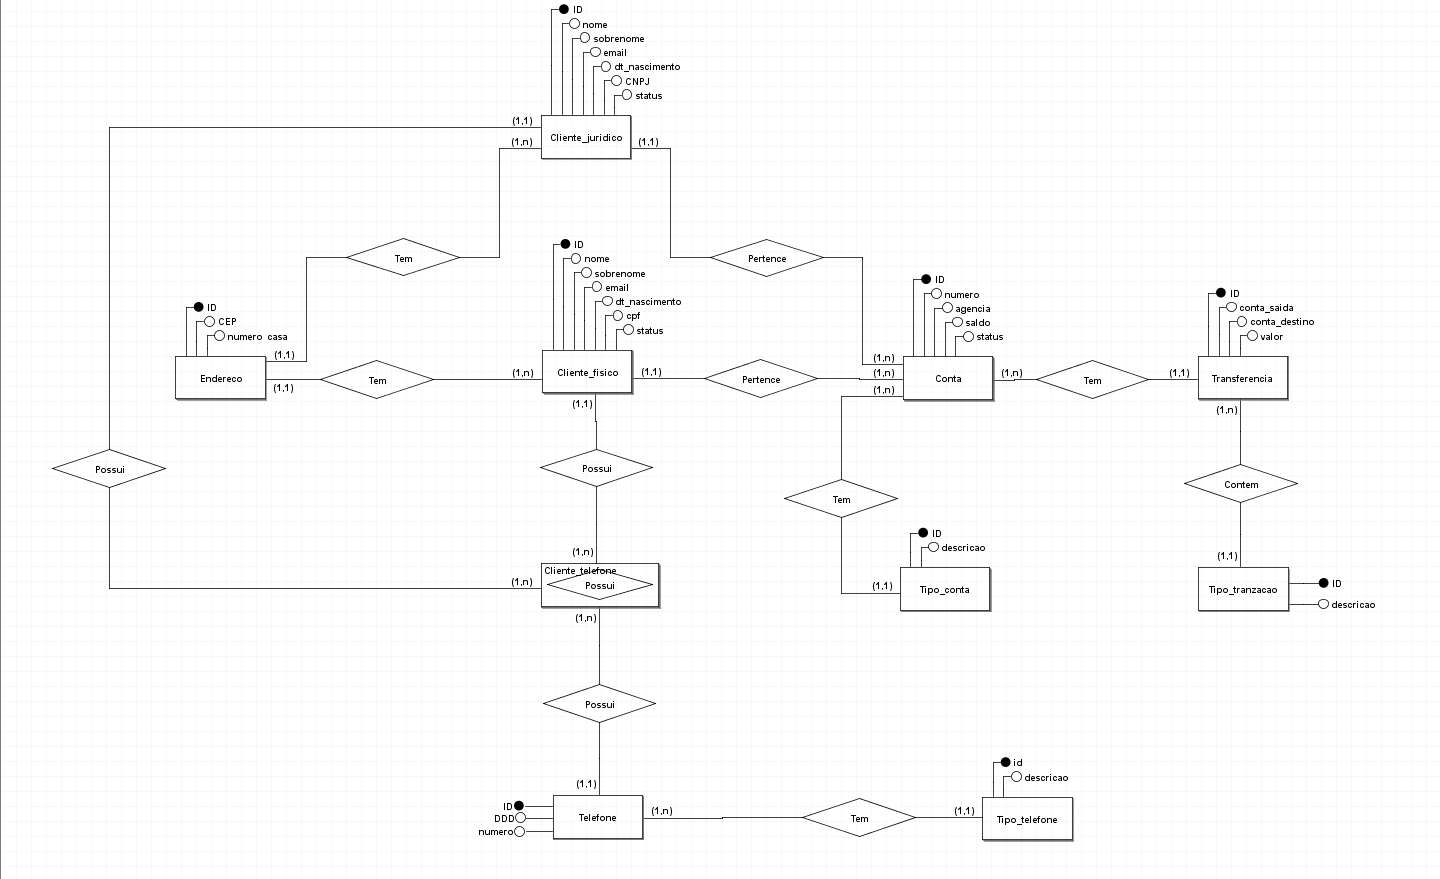 ID
nome
sobrenome
email
dt_nascimento
CNPJ
status
(1,1)
(1,n)
(1,1)
Cliente_juridico
Tem
Pertence
ID
nome
sobrenome
email
dt_nascimento
cpf
status
ID
CEP
numero_casa
(1,1)
(1,1)
Endereco
Tem
(1,n)
Cliente_fisico
(1,1)
(1,1)
Pertence
ID
numero
agencia
saldo
status
(1,n)
(1,n)
(1,n)
Conta
(1,n)
Tem
(1,1)
ID
conta_saida
conta_destino
valor
Transferencia
(1,n)
Possui
Possui
Tem
Contem
(1,n)
(1,n)
Cliente_telefone
Possui
(1,n)
ID
descricao
(1,1)
Tipo_conta
(1,1)
Tipo_tranzacao
ID
descricao
Possui
(1,1)
ID
DDD
numero
Telefone
(1,n)
Tem
(1,1)
id
descricao
Tipo_telefone